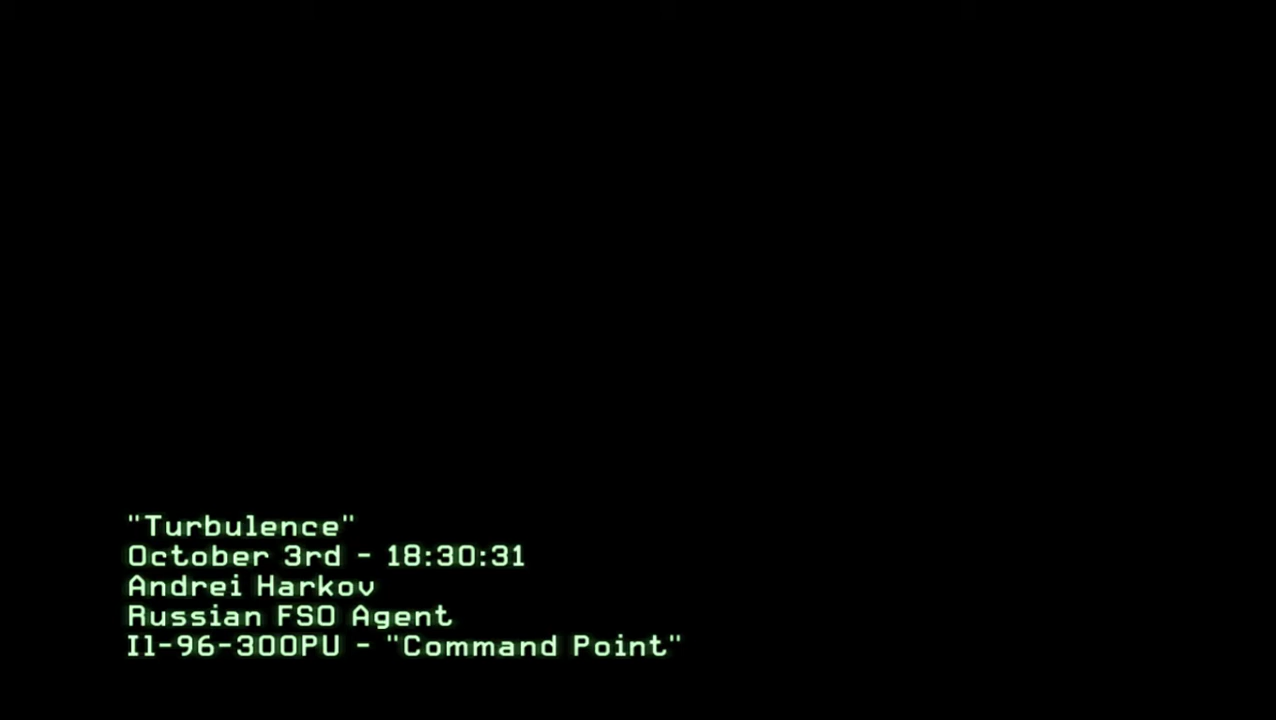 "Turbulence"
October 3rd - 18:30:31
Andrei Harkov
Russian FSO Agent
Il-96-300PU - "Command Point"